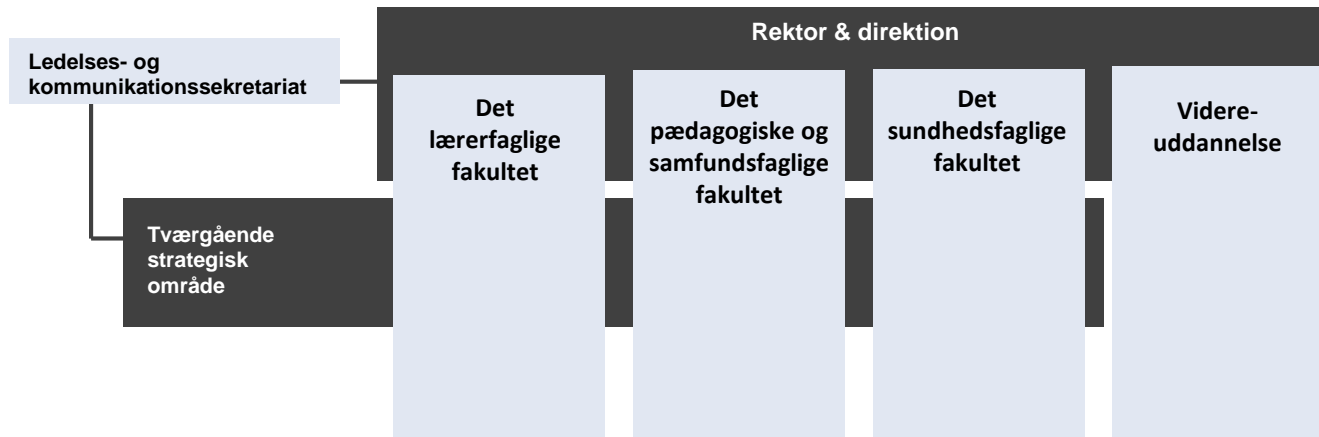 Rektor & direktion
Ledelses- og
kommunikationssekretariat
Det
lærerfaglige
fakultet
Det
pædagogiske og
samfundsfaglige
fakultet
Det
sundhedsfaglige
fakultet
Videre-
uddannelse
Tværgående
strategisk
område